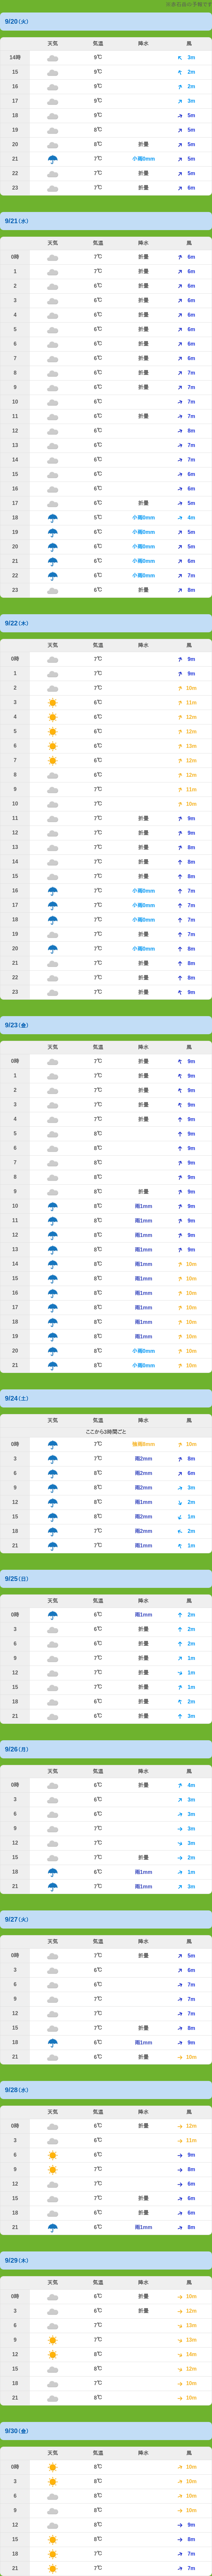 9/20(火)
天気 気温 降水 風
14時 9℃ 3m
15 9℃ 2m
16 9℃ 2m
17 9℃ 3m
18 9℃ 5m
19 8℃ 5m
20 8℃ 折畳 5m
21 7℃ 小雨0mm 5m
22 7℃ 折畳 5m
23 7℃ 折畳 6m
9/21(水)
天気 気温 降水 風
0時 7℃ 折畳 6m
1 7℃ 折畳 6m
2 7℃ 折畳 6m
3 7℃ 折畳 6m
4 7℃ 折畳 6m
5 7℃ 折畳 6m
6 7℃ 折畳 6m
7 7℃ 折畳 6m
8 7℃ 折畳 7m
9 7℃ 折畳 7m
10 7℃ 7m
11 6℃ 折畳 7m
12 6℃ 8m
13 6℃ 7m
14 6℃ 7m
15 6℃ 6m
16 6℃ 6m
17 6℃ 折畳 5m
18 5℃ 小雨0mm 4m
19 6℃ 小雨0mm 5m
20 6℃ 小雨0mm 5m
21 6℃ 小雨0mm 6m
22 6℃ 小雨0mm 7m
23 6℃ 折畳 8m
9/22(木)
天気 気温 降水 風
0時 7℃ 9m
1 7℃ 9m
2 7℃ 10m
3 6℃ 11m
4 6℃ 12m
5 6℃ 12m
6 6℃ 13m
7 6℃ 12m
8 6℃ 12m
9 7℃ 11m
10 7℃ 10m
11 7℃ 折畳 9m
12 7℃ 折畳 9m
13 7℃ 折畳 8m
14 7℃ 折畳 8m
15 7℃ 折畳 8m
16 7℃ 小雨0mm 7m
17 7℃ 小雨0mm 7m
18 7℃ 小雨0mm 7m
19 7℃ 折畳 7m
20 7℃ 小雨0mm 8m
21 7℃ 折畳 8m
22 7℃ 折畳 8m
23 7℃ 折畳 9m
9/23(金)
天気 気温 降水 風
0時 7℃ 折畳 9m
1 7℃ 折畳 9m
2 7℃ 折畳 9m
3 7℃ 折畳 9m
4 7℃ 折畳 9m
5 8℃ 9m
6 8℃ 9m
7 8℃ 9m
8 8℃ 9m
9 8℃ 折畳 9m
10 8℃ 雨1mm 9m
11 8℃ 雨1mm 9m
12 8℃ 雨1mm 9m
13 8℃ 雨1mm 9m
14 8℃ 雨1mm 10m
15 8℃ 雨1mm 10m
16 8℃ 雨1mm 10m
17 8℃ 雨1mm 10m
18 8℃ 雨1mm 10m
19 8℃ 雨1mm 10m
20 8℃ 小雨0mm 10m
21 8℃ 小雨0mm 10m
9/24(土)
天気 気温 降水 風
ここから3時間ごと
0時 7℃ 10m
3 7℃ 雨2mm 8m
6 8℃ 雨2mm 6m
9 8℃ 雨2mm 3m
12 8℃ 雨1mm 2m
15 8℃ 雨2mm 1m
18 7℃ 雨2mm 2m
21 7℃ 雨1mm 1m
9/25(日)
天気 気温 降水 風
0時 6℃ 雨1mm 2m
3 6℃ 折畳 2m
6 6℃ 折畳 2m
9 7℃ 折畳 1m
12 7℃ 折畳 1m
15 7℃ 折畳 1m
18 6℃ 折畳 2m
21 6℃ 折畳 3m
9/26(月)
天気 気温 降水 風
0時 6℃ 折畳 4m
3 6℃ 3m
6 6℃ 3m
9 7℃ 3m
12 7℃ 3m
15 7℃ 折畳 2m
18 6℃ 雨1mm 1m
21 7℃ 雨1mm 3m
9/27(火)
天気 気温 降水 風
0時 7℃ 折畳 5m
3 6℃ 6m
6 6℃ 7m
9 7℃ 7m
12 7℃ 7m
15 7℃ 折畳 8m
18 6℃ 雨1mm 9m
21 6℃ 折畳 10m
9/28(水)
天気 気温 降水 風
0時 6℃ 折畳 12m
3 6℃ 11m
6 6℃ 9m
9 7℃ 8m
12 7℃ 6m
15 7℃ 折畳 6m
18 6℃ 折畳 6m
21 6℃ 雨1mm 8m
9/29(木)
天気 気温 降水 風
0時 6℃ 折畳 10m
3 6℃ 折畳 12m
6 7℃ 13m
9 7℃ 13m
12 8℃ 14m
15 8℃ 12m
18 7℃ 10m
21 8℃ 10m
9/30(金)
天気 気温 降水 風
0時 8℃ 10m
3 8℃ 10m
6 8℃ 10m
9 8℃ 10m
12 8℃ 9m
15 8℃ 8m
18 7℃ 7m
21 7℃ 7m